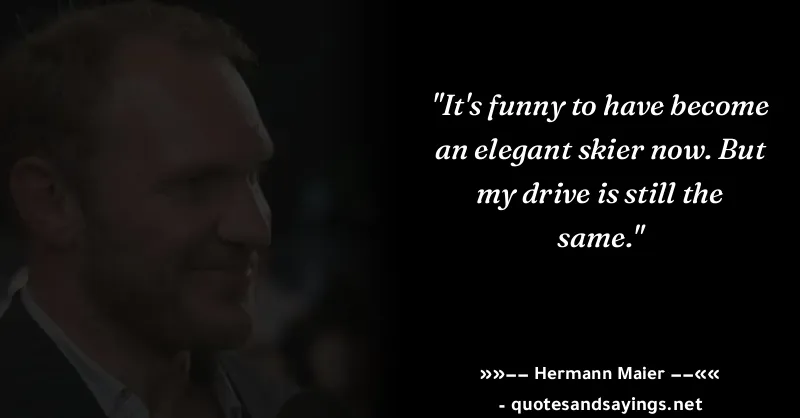 "It's funny to have become
an elegant skier now. But
my drive is still the
same."
»»–– Hermann Maier ––««
- quotesandsayings.net